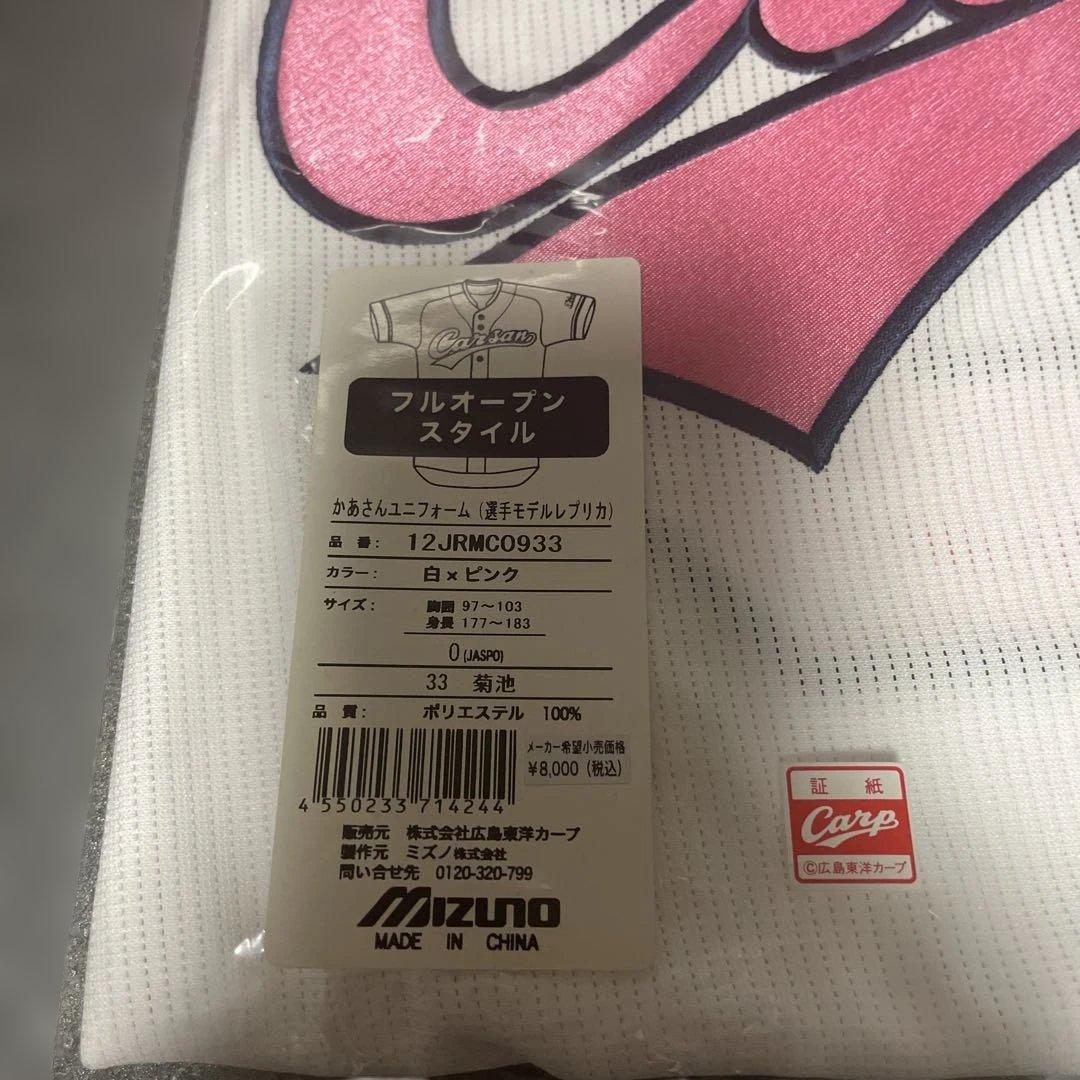 Carsan
フルオープン
スタイル
かあさんユニフォーム(選手モデルレプリカ)
品番: 12JRMC0933
カラー: 白×ピンク
サイズ: 胸囲 97〜103
身長 177〜183
0(JASPO)
33 菊池
品質: ポリエステル 100%
メーカー希望小売価格
¥8,000(税込)
4 550233 714244
販売元 株式会社広島東洋カープ
製作元 ミズノ株式会社
問い合せ先 0120-320-799
MIZUNO
MADE IN CHINA
証紙
Carp
©広島東洋カープ